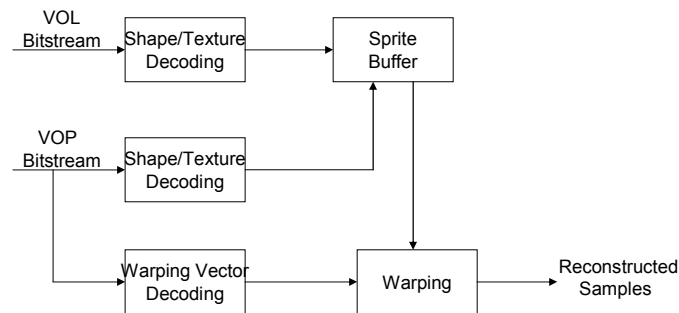 VOL
Bitstream
Shape/Texture
Decoding
Sprite
Buffer
VOP
Bitstream
Shape/Texture
Decoding
Warping Vector
Decoding
Warping
Reconstructed
Samples